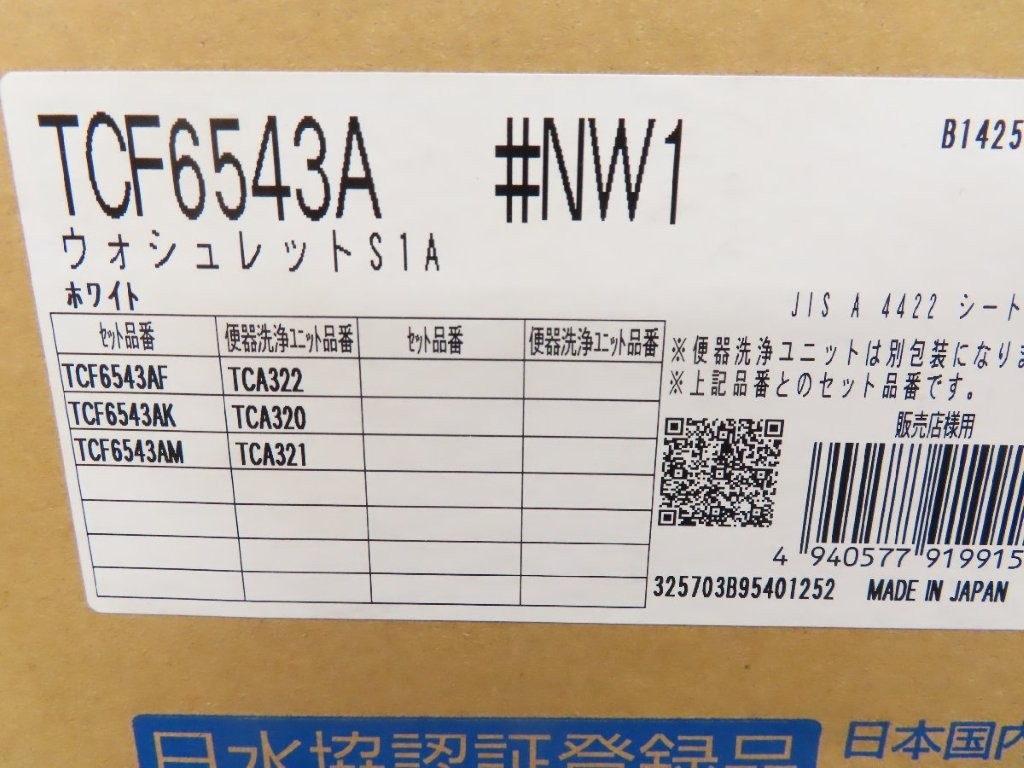 TCF6543A #NW1 B1425
ウォシュレットS1A
ホワイト
JIS A 4422 シート
セット品番 便器洗浄ユニット品番 セット品番 便器洗浄ユニット品番
TCF6543AF TCA322
TCF6543AK TCA320
TCF6543AM TCA321
※便器洗浄ユニットは別包装になりま
※上記品番とのセット品番です。
販売店様用
4 940577 919915
325703B95401252 MADE IN JAPAN
日水協認証登録品 日本国内